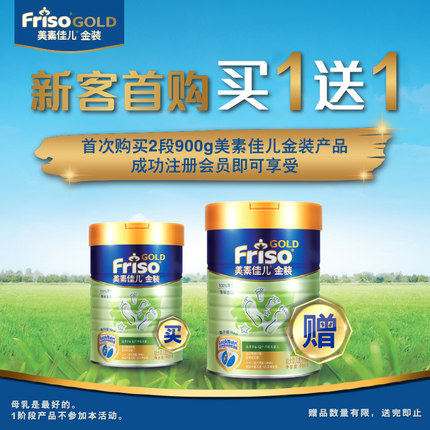 Friso GOLD
美素佳儿 金装
新客首购 买1送1
首次购买2段900g美素佳儿金装产品
成功注册会员即可享受
GOLD
Friso
美素佳儿 金装
买
GOLD
Friso
美素佳儿 金装
赠
母乳是最好的。
1阶段产品不参加本活动。
赠品数量有限，送完即止